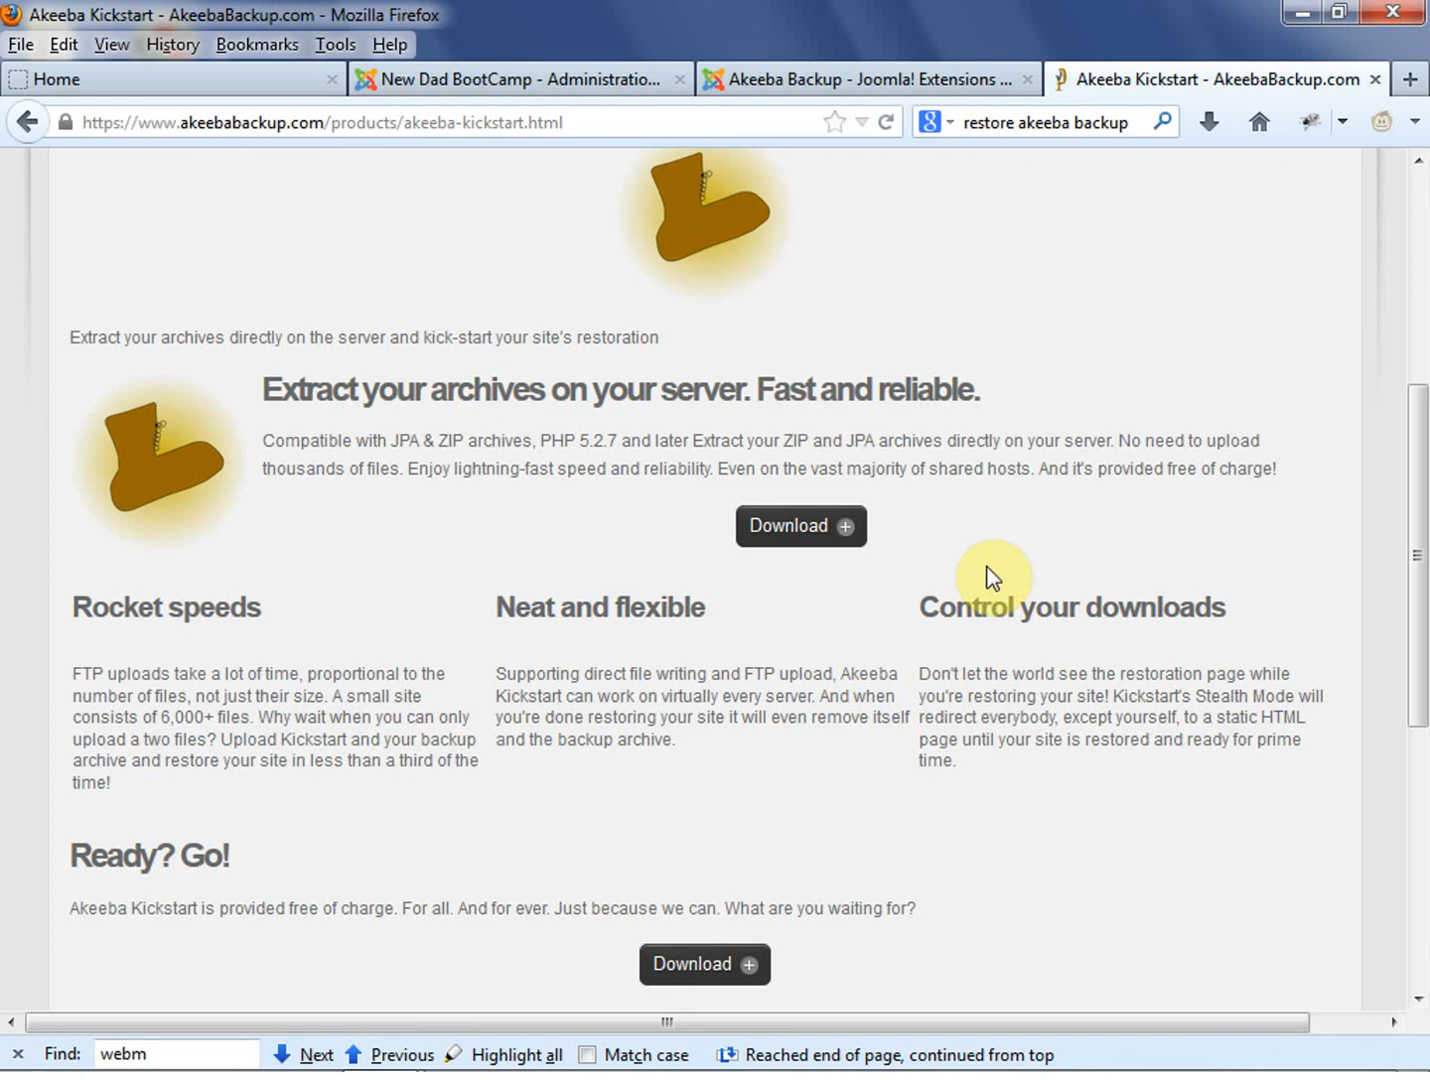 Akeeba Kickstart - AkeebaBackup.com - Mozilla Firefox
File Edit View History Bookmarks Tools Help
Home
New Dad BootCamp - Administratio...
Akeeba Backup - Joomla! Extensions ...
Akeeba Kickstart - AkeebaBackup.com
https://www.akeebabackup.com/products/akeeba-kickstart.html
restore akeeba backup
Extract your archives directly on the server and kick-start your site's restoration
Extract your archives on your server. Fast and reliable.
Compatible with JPA & ZIP archives, PHP 5.2.7 and later Extract your ZIP and JPA archives directly on your server. No need to upload
thousands of files. Enjoy lightning-fast speed and reliability. Even on the vast majority of shared hosts. And it's provided free of charge!
Download
Rocket speeds
FTP uploads take a lot of time, proportional to the
number of files, not just their size. A small site
consists of 6,000+ files. Why wait when you can only
upload a two files? Upload Kickstart and your backup
archive and restore your site in less than a third of the
time!
Neat and flexible
Supporting direct file writing and FTP upload, Akeeba
Kickstart can work on virtually every server. And when
you're done restoring your site it will even remove itself
and the backup archive.
Control your downloads
Don't let the world see the restoration page while
you're restoring your site! Kickstart's Stealth Mode will
redirect everybody, except yourself, to a static HTML
page until your site is restored and ready for prime
time.
Ready? Go!
Akeeba Kickstart is provided free of charge. For all. And for ever. Just because we can. What are you waiting for?
Download
Find: webm Next Previous Highlight all Match case Reached end of page, continued from top